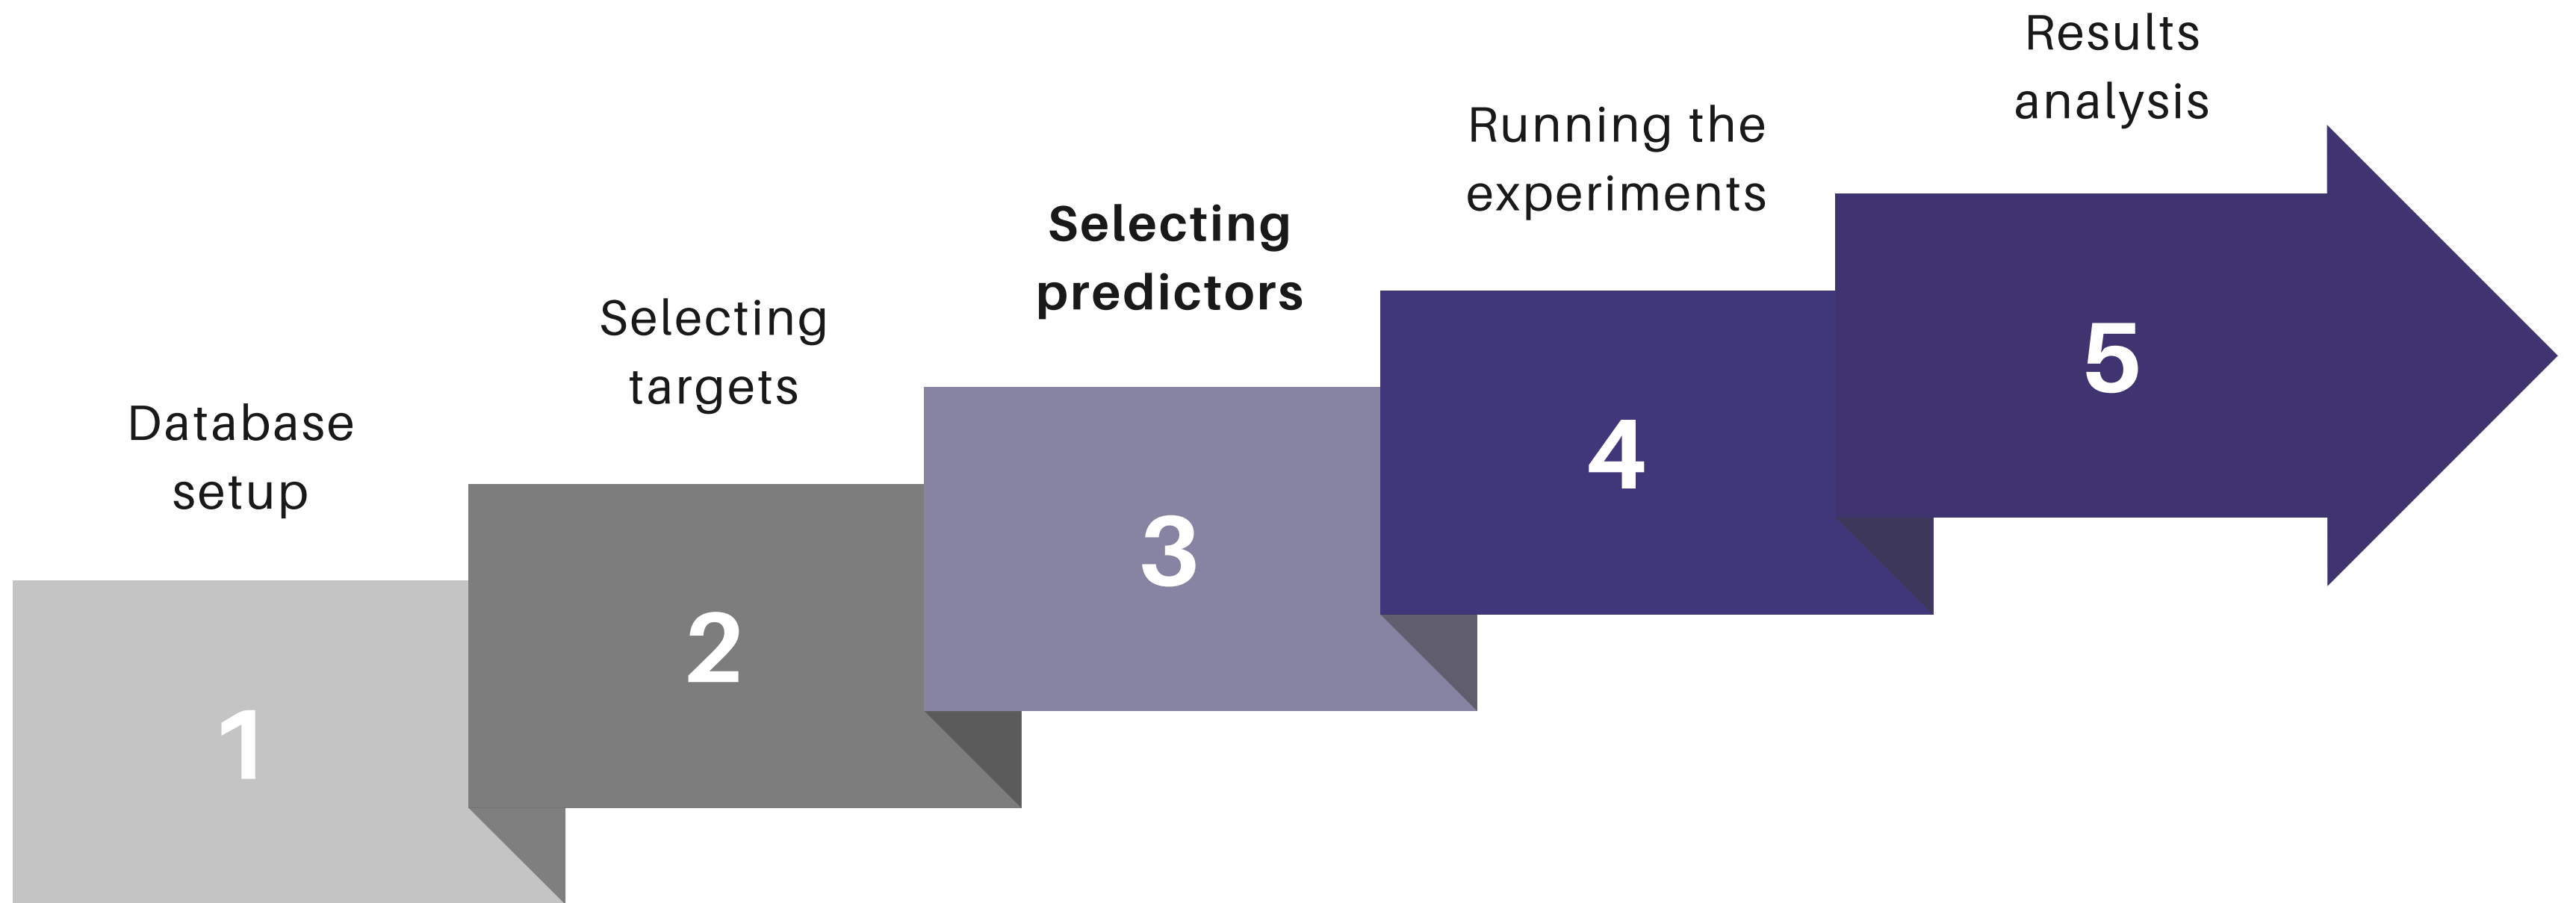 Database
setup
1
Selecting
targets
2
Selecting
predictors
3
Running the
experiments
4
Results
analysis
5